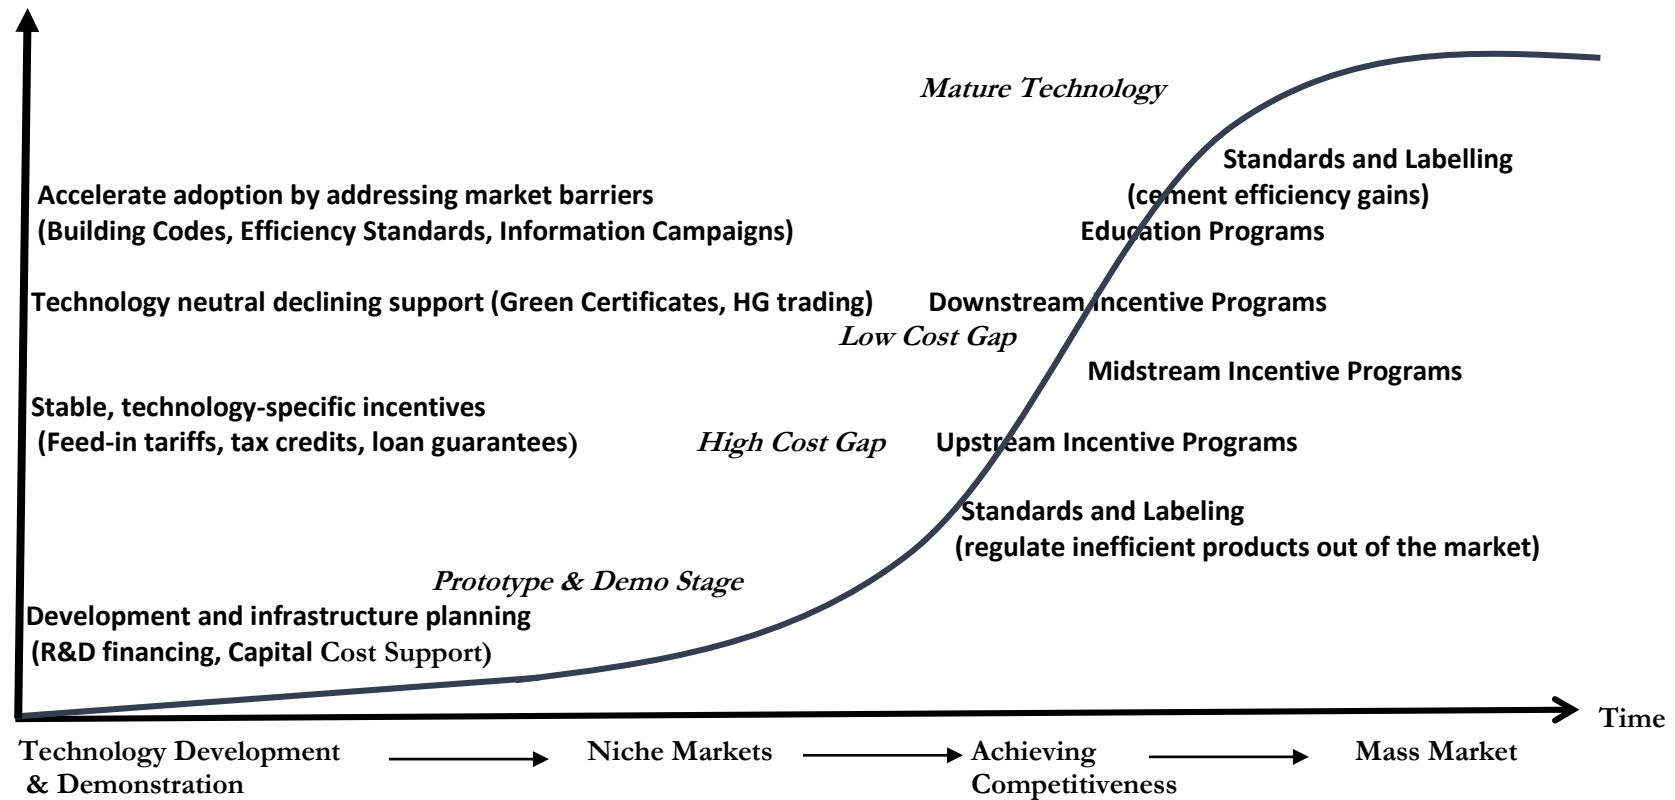 Mature Technology
Standards and Labelling
(cement efficiency gains)
Accelerate adoption by addressing market barriers
(Building Codes, Efficiency Standards, Information Campaigns)
Education Programs
Technology neutral declining support (Green Certificates, HG trading)
Downstream Incentive Programs
Low Cost Gap
Midstream Incentive Programs
Stable, technology-specific incentives
(Feed-in tariffs, tax credits, loan guarantees)
High Cost Gap
Upstream Incentive Programs
Standards and Labeling
(regulate inefficient products out of the market)
Prototype & Demo Stage
Development and infrastructure planning
(R&D financing, Capital Cost Support)
Time
Technology Development
& Demonstration
Niche Markets
Achieving
Competitiveness
Mass Market